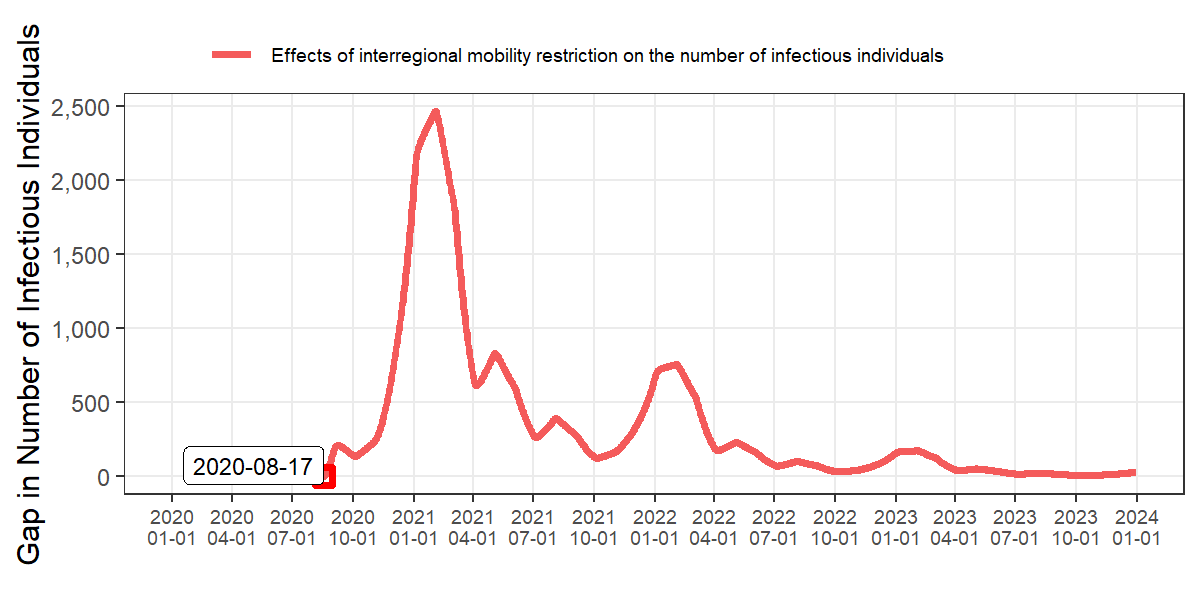 Effects of interregional mobility restriction on the number of infectious individuals
Gap in Number of Infectious Individuals
2,500
2,000
1,500
1,000
500
0
2020-08-17
2020 2020 2020 2020 2021 2021 2021 2021 2022 2022 2022 2022 2023 2023 2023 2023 2024
01-01 04-01 07-01 10-01 01-01 04-01 07-01 10-01 01-01 04-01 07-01 10-01 01-01 04-01 07-01 10-01 01-01